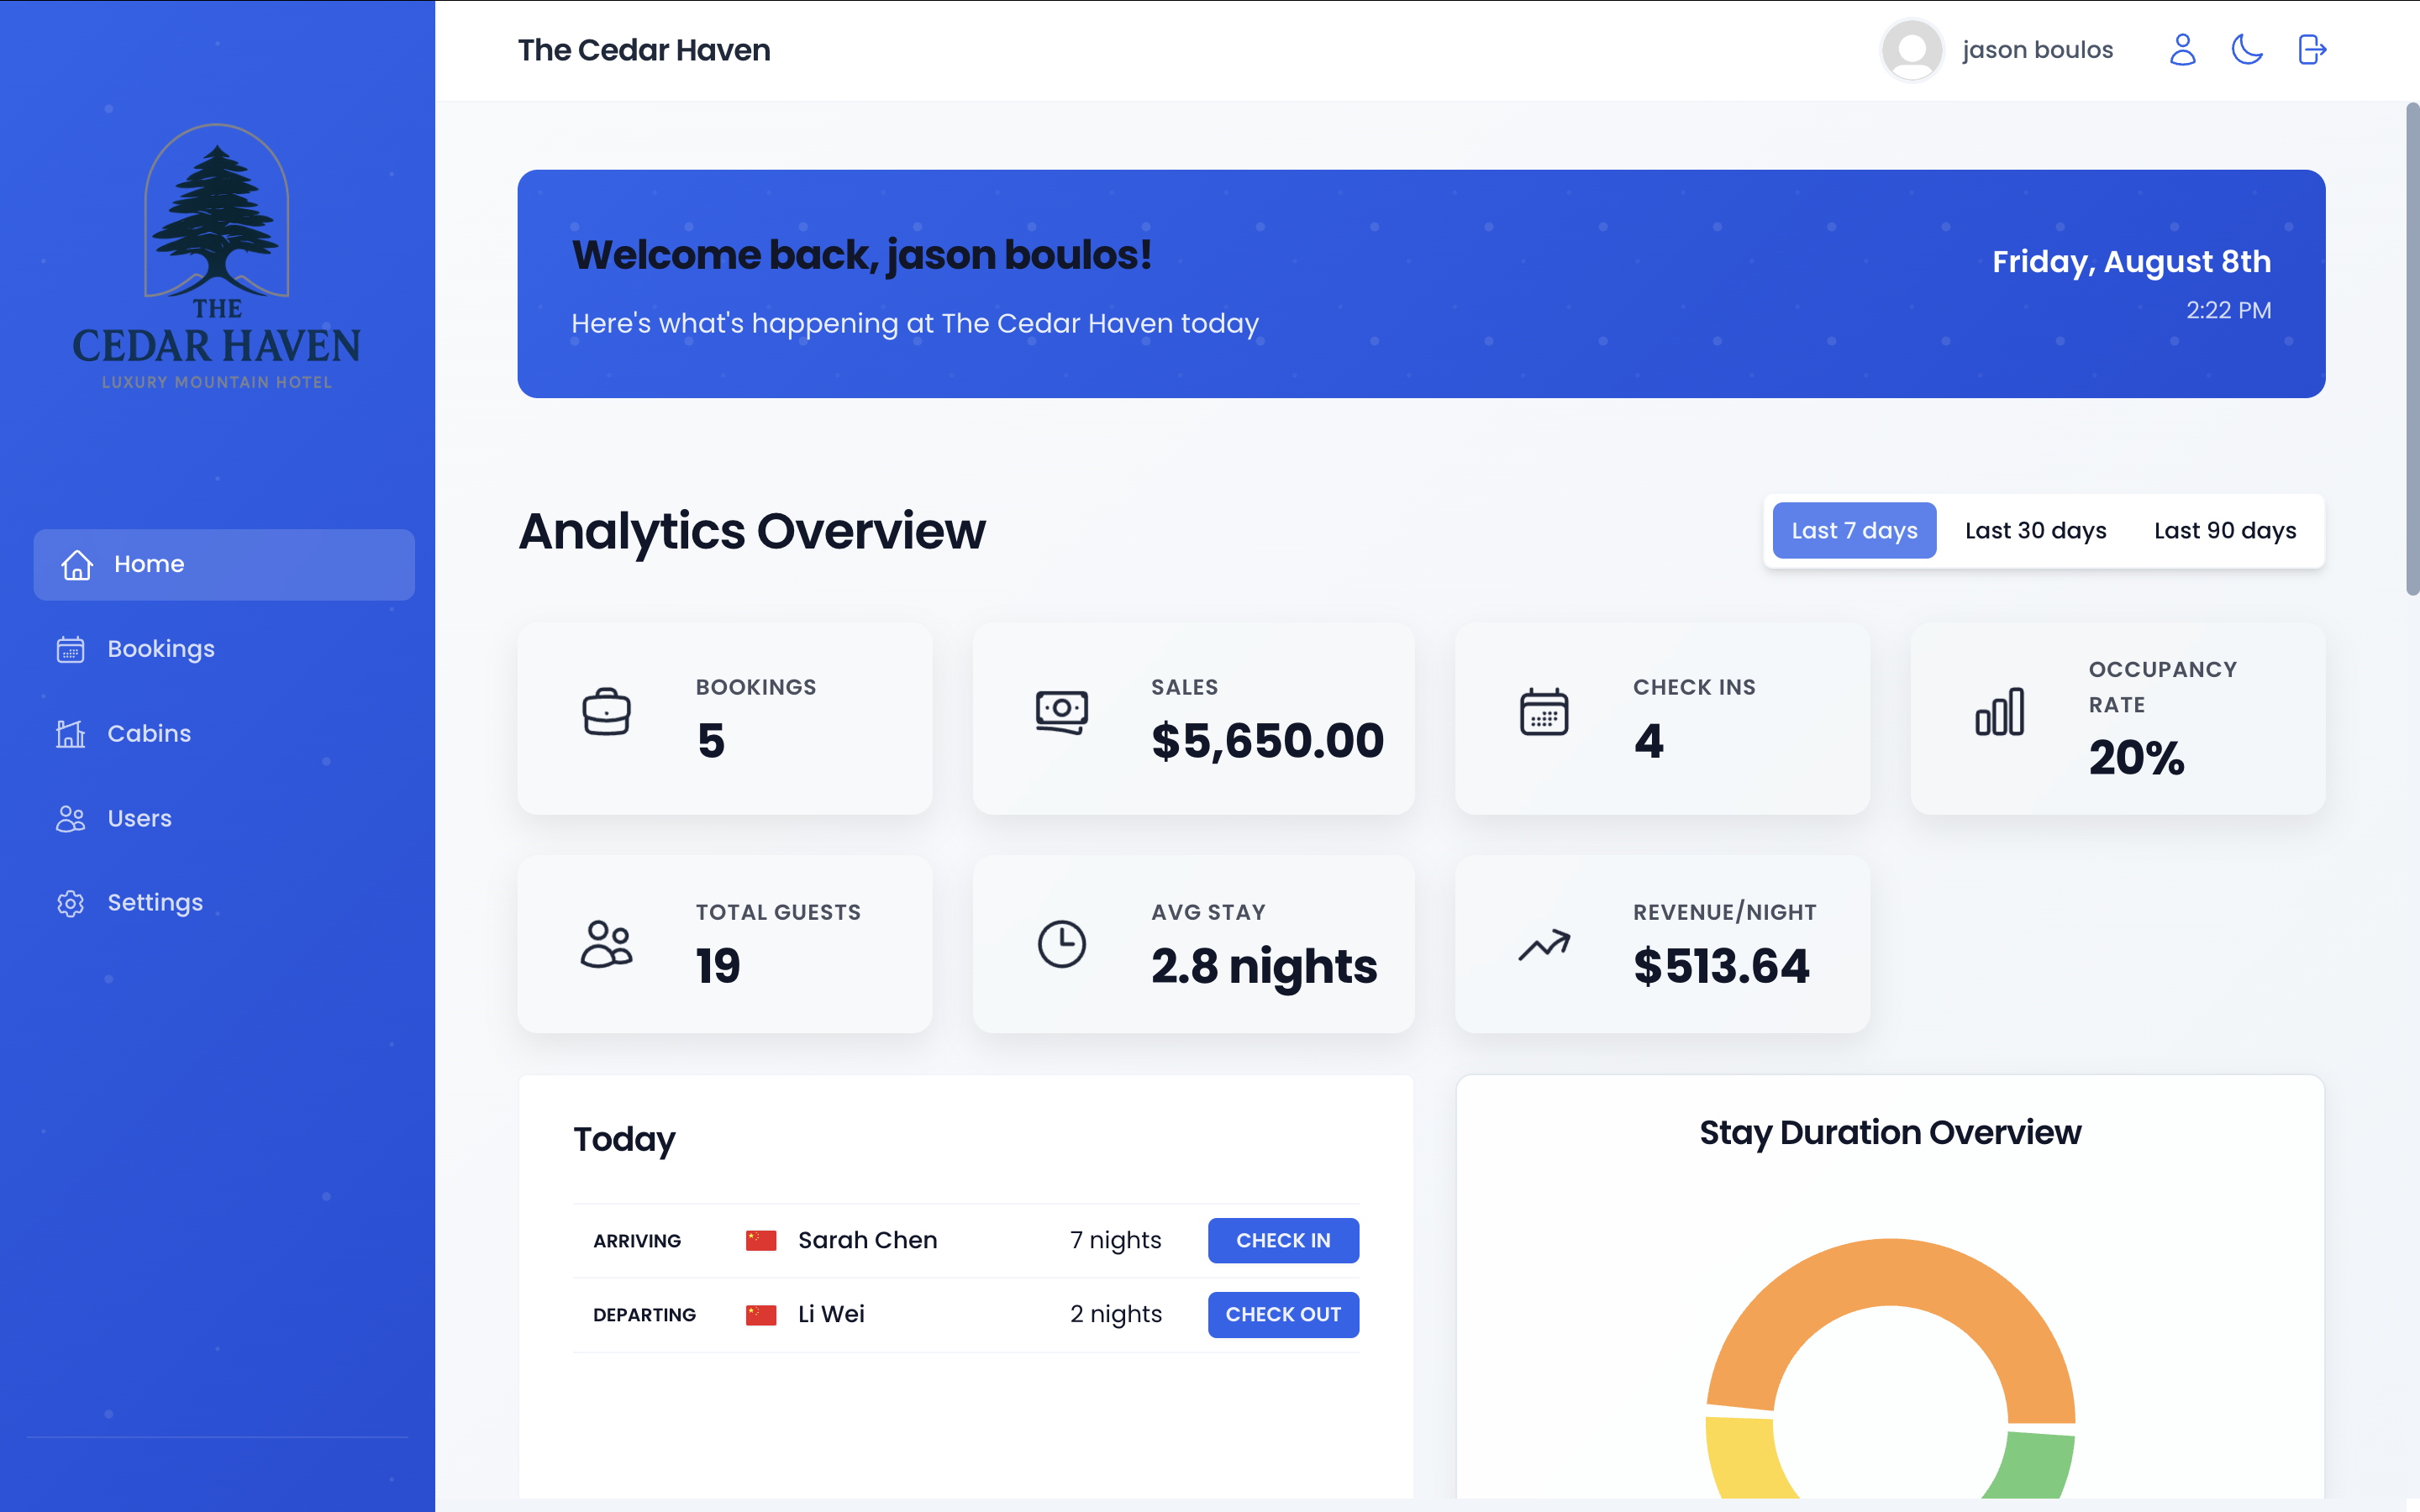 THE
CEDAR HAVEN
LUXURY MOUNTAIN HOTEL
Home
Bookings
Cabins
Users
Settings
The Cedar Haven
jason boulos
Welcome back, jason boulos!
Here's what's happening at The Cedar Haven today
Friday, August 8th
2:22 PM
Analytics Overview
Last 7 days
Last 30 days
Last 90 days
BOOKINGS
5
SALES
$5,650.00
CHECK INS
4
OCCUPANCY
RATE
20%
TOTAL GUESTS
19
AVG STAY
2.8 nights
REVENUE/NIGHT
$513.64
Today
ARRIVING Sarah Chen 7 nights CHECK IN
DEPARTING Li Wei 2 nights CHECK OUT
Stay Duration Overview